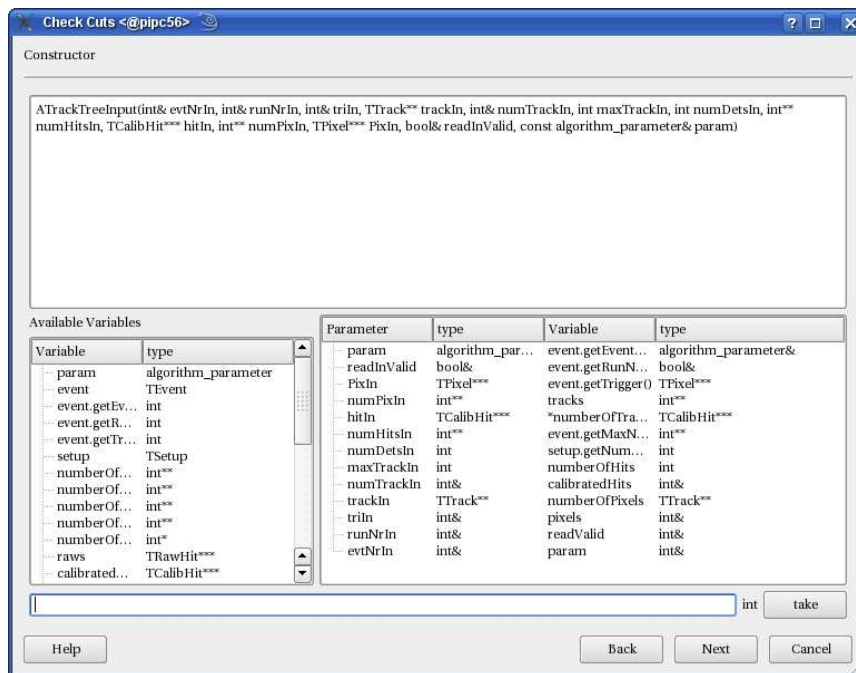 Check Cuts <@pipc56>
Constructor
ATrackTreeInput(int& evtNrIn, int& runNrIn, int& triIn, TTrack** trackIn, int& numTrackIn, int maxTrackIn, int numDetsIn, int**
numHitsIn, TCalibHit*** hitIn, int** numPixIn, TPixel*** PixIn, bool& readInValid, const algorithm_parameter& param)
Available Variables
Variable type
param algorithm_parameter
event TEvent
event.getEv... int
event.getR... int
event.getTr... int
setup TSetup
numberOf... int**
numberOf... int**
numberOf... int**
numberOf... int**
numberOf... int*
raws TRawHit***
calibrated... TCalibHit***
Parameter type Variable type
param algorithm_par... event.getEvent... algorithm_parameter&
readInValid bool& event.getRunN... bool&
PixIn TPixel*** event.getTrigger() TPixel***
numPixIn int** tracks int**
hitIn TCalibHit*** *numberOfTra... TCalibHit***
numHitsIn int** event.getMaxN... int**
numDetsIn int setup.getNum... int
maxTrackIn int numberOfHits int
numTrackIn int& calibratedHits int&
trackIn TTrack** numberOfPixels TTrack**
triIn int& pixels int&
runNrIn int& readValid int&
evtNrIn int& param int&
int take
Help Back Next Cancel